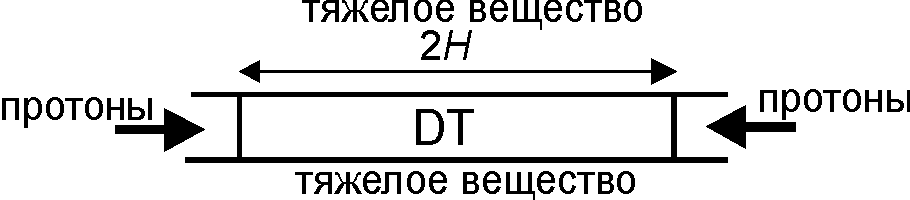 тяжелое вещество
2H
протоны
протоны
DT
тяжелое вещество